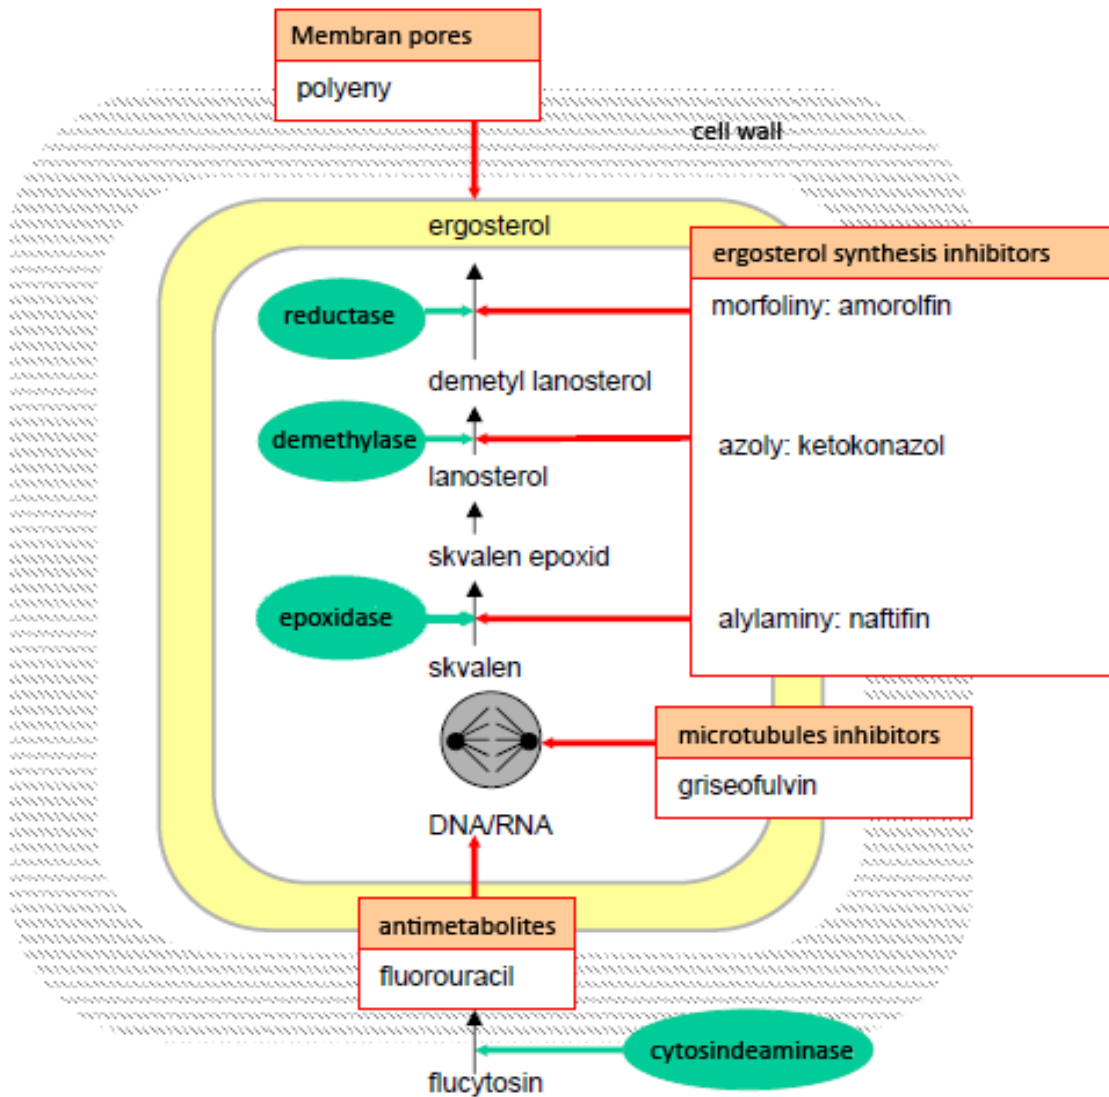 Membran pores
polyeny
cell wall
ergosterol
ergosterol synthesis inhibitors
reductase
morfoliny: amorolfin
demetyl lanosterol
demethylase
azoly: ketokonazol
lanosterol
skvalen epoxid
epoxidase
alylaminy: naftifin
skvalen
microtubules inhibitors
griseofulvin
DNA/RNA
antimetabolites
fluorouracil
cytosindeaminase
flucytosin